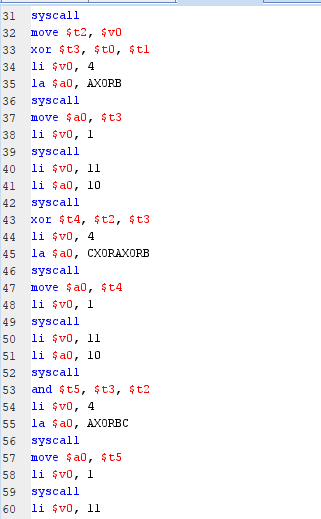 31 syscall
32 move $t2, $v0
33 xor $t3, $t0, $t1
34 li $v0, 4
35 la $a0, AXORB
36 syscall
37 move $a0, $t3
38 li $v0, 1
39 syscall
40 li $v0, 11
41 li $a0, 10
42 syscall
43 xor $t4, $t2, $t3
44 li $v0, 4
45 la $a0, CXORAXORB
46 syscall
47 move $a0, $t4
48 li $v0, 1
49 syscall
50 li $v0, 11
51 li $a0, 10
52 syscall
53 and $t5, $t3, $t2
54 li $v0, 4
55 la $a0, AXORBC
56 syscall
57 move $a0, $t5
58 li $v0, 1
59 syscall
60 li $v0, 11